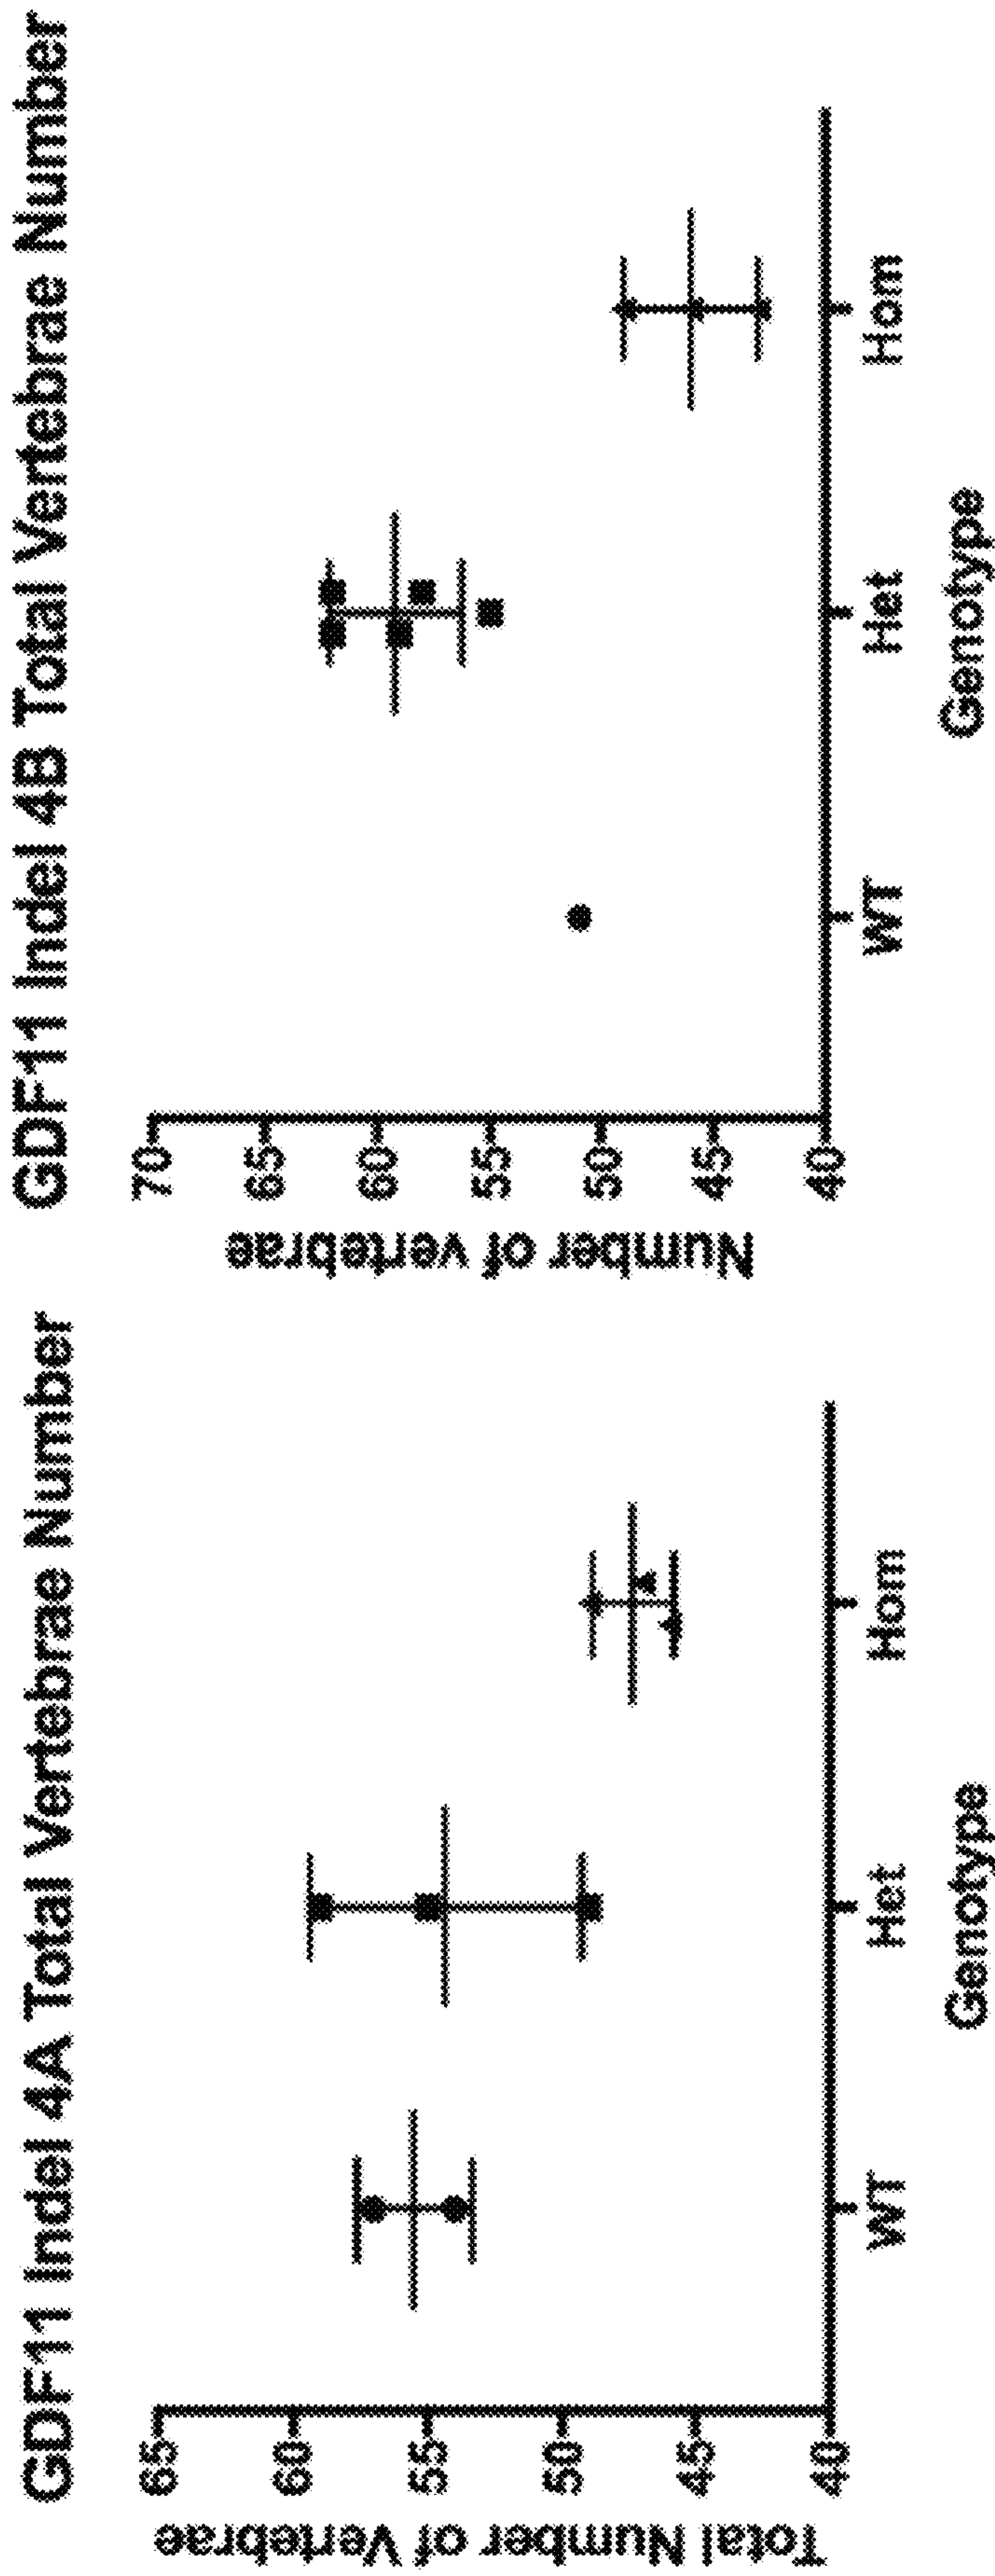 GDF11 Indel 4A Total Vertebrae Number
Total Number of Vertebrae
65
60
55
50
45
40
WT
Het
Hom
Genotype
GDF11 Indel 4B Total Vertebrae Number
Number of vertebrae
70
65
60
55
50
45
40
WT
Het
Hom
Genotype